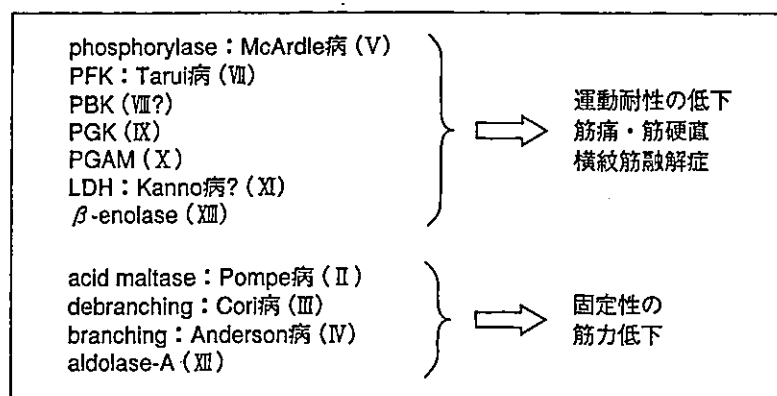 phosphorylase：McArdle病（Ⅴ）
PFK：Tarui病（Ⅶ）
PBK（Ⅷ?）
PGK（Ⅸ）
PGAM（Ⅹ）
LDH：Kanno病?（Ⅺ）
β-enolase（XIII）
運動耐性の低下
筋痛・筋硬直
横紋筋融解症
acid maltase：Pompe病（Ⅱ）
debranching：Cori病（Ⅲ）
branching：Anderson病（Ⅳ）
aldolase-A（Ⅻ）
固定性の
筋力低下